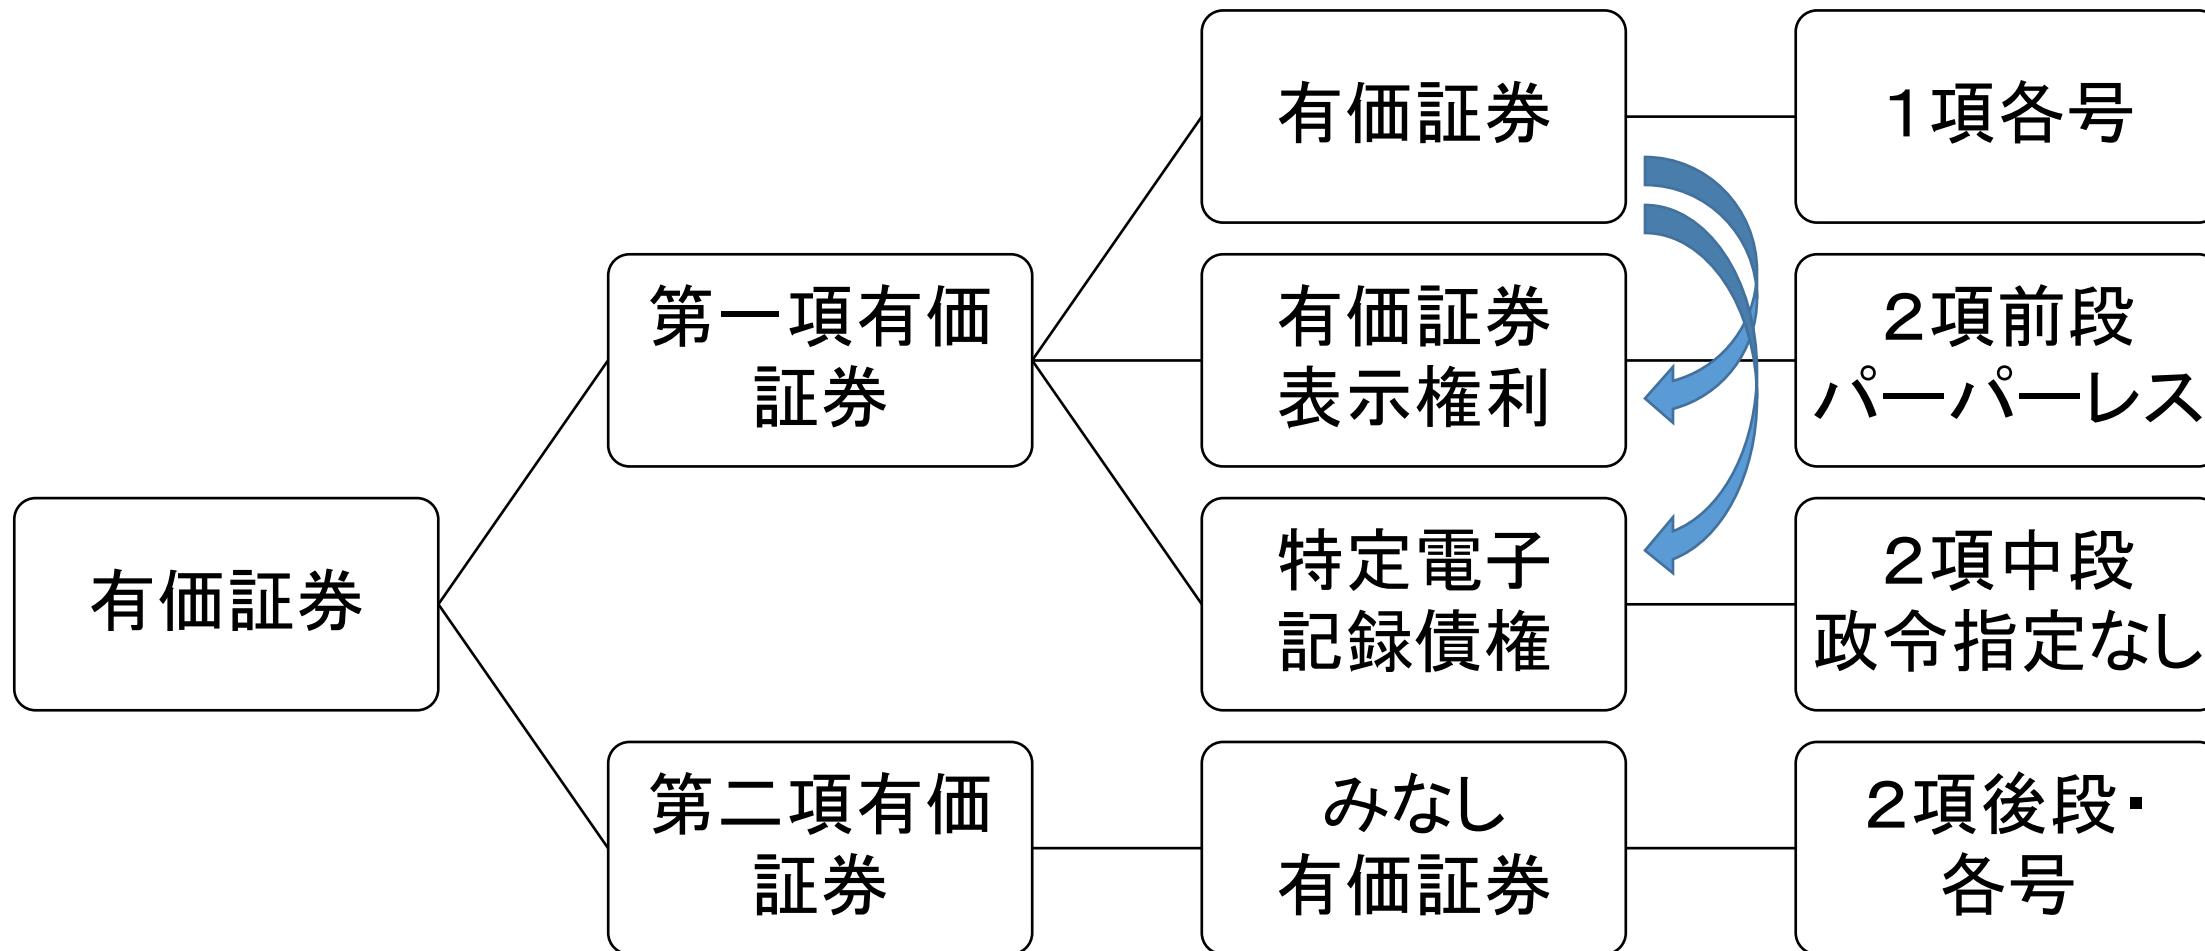 有価証券
第一項有価
証券
有価証券
1項各号
有価証券
表示権利
2項前段
パーパーレス
特定電子
記録債権
2項中段
政令指定なし
第二項有価
証券
みなし
有価証券
2項後段・
各号